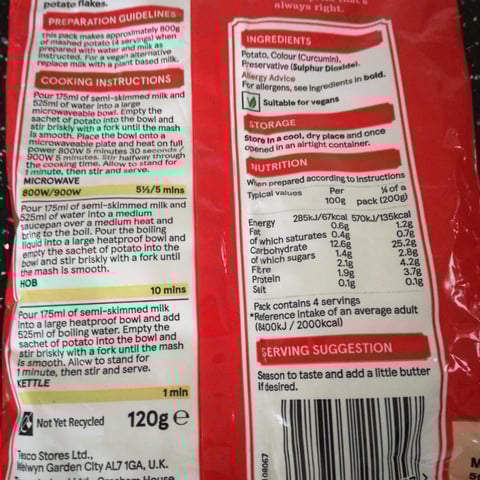 potato flakes.
PREPARATION GUIDELINES
This pack makes approximately 800g
of mashed potato (4 servings) when
prepared with water and milk as
instructed. For a vegan alternative
replace milk with a plant based milk.
COOKING INSTRUCTIONS
Pour 175ml of semi-skimmed milk and
525ml of water into a large
microwaveable bowl. Empty the
sachet of potato into the bowl and
stir briskly with a fork until the mash
is smooth. Place the bowl onto a
microwaveable plate and heat on full
power 800W 5 minutes 30 seconds /
900W 5 minutes. Stir halfway through
the cooking time. Allow to stand for
1 minute, then stir and serve.
MICROWAVE
800W/900W 5½/5 mins
Pour 175ml of semi-skimmed milk and
525ml of water into a medium
saucepan over a medium heat and
bring to the boil. Pour the boiling
liquid into a large heatproof bowl and
empty the sachet of potato into the
bowl and stir briskly with a fork until
the mash is smooth.
HOB
10 mins
Pour 175ml of semi-skimmed milk
into a large heatproof bowl and add
525ml of boiling water. Empty the
sachet of potato into the bowl and
stir briskly with a fork until the mash
is smooth. Allow to stand for
1 minute, then stir and serve.
KETTLE
1 min
Not Yet Recycled 120g e
Tesco Stores Ltd.,
Welwyn Garden City AL7 1GA, U.K.
always right.
INGREDIENTS
Potato, Colour (Curcumin),
Preservative (Sulphur Dioxide).
Allergy Advice
For allergens, see ingredients in bold.
Suitable for vegans
STORAGE
Store in a cool, dry place and once
opened in an airtight container.
NUTRITION
When prepared according to instructions
Typical values Per 100g ¼ of a pack (200g)
Energy 285kJ/67kcal 570kJ/135kcal
Fat 0.6g 1.2g
of which saturates 0.4g 0.7g
Carbohydrate 12.6g 25.2g
of which sugars 1.4g 2.8g
Fibre 2.1g 4.2g
Protein 1.9g 3.7g
Salt 0.1g 0.1g
Pack contains 4 servings
*Reference intake of an average adult
(8400kJ / 2000kcal)
SERVING SUGGESTION
Season to taste and add a little butter
if desired.